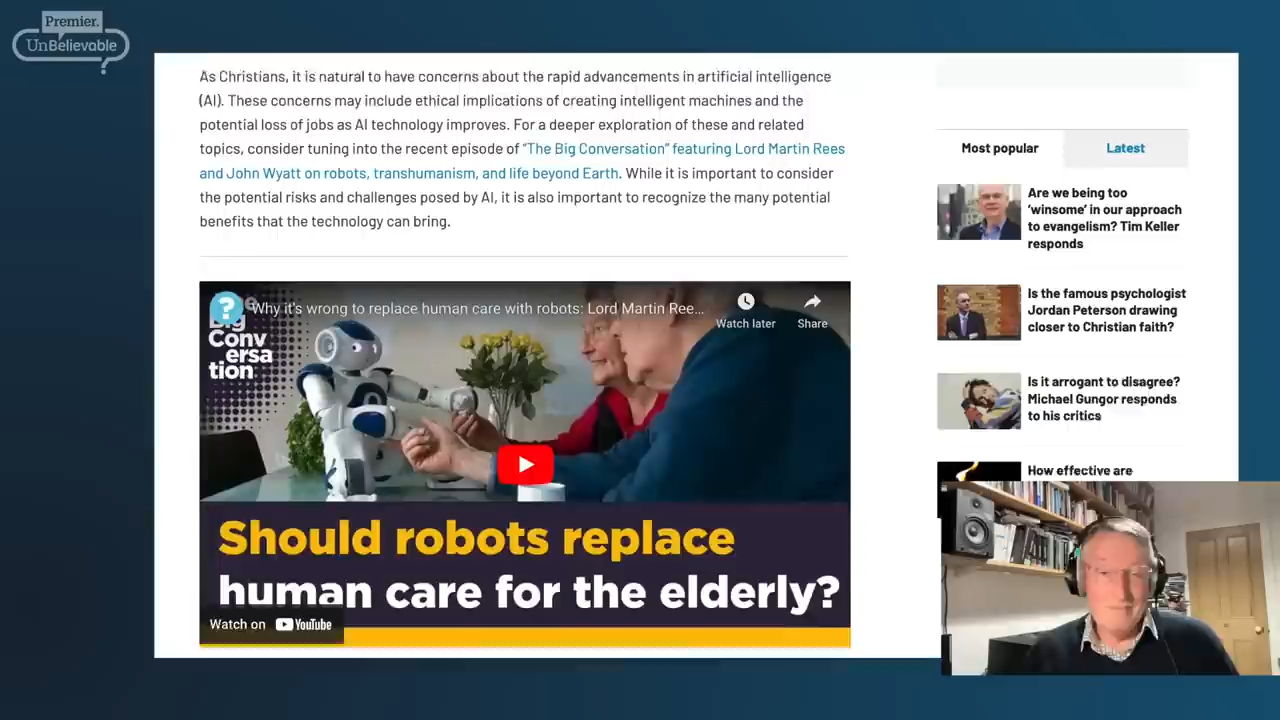 Premier.
UnBelievable
?
As Christians, it is natural to have concerns about the rapid advancements in artificial intelligence
(AI). These concerns may include ethical implications of creating intelligent machines and the
potential loss of jobs as AI technology improves. For a deeper exploration of these and related
topics, consider tuning into the recent episode of “The Big Conversation” featuring Lord Martin Rees
and John Wyatt on robots, transhumanism, and life beyond Earth. While it is important to consider
the potential risks and challenges posed by AI, it is also important to recognize the many potential
benefits that the technology can bring.
?
Why it's wrong to replace human care with robots: Lord Martin Ree...
Watch later
Share
Big
Conv
ersa
tion
Should robots replace
human care for the elderly?
Watch on YouTube
Most popular
Latest
Are we being too
‘winsome’ in our approach
to evangelism? Tim Keller
responds
Is the famous psychologist
Jordan Peterson drawing
closer to Christian faith?
Is it arrogant to disagree?
Michael Gungor responds
to his critics
How effective are